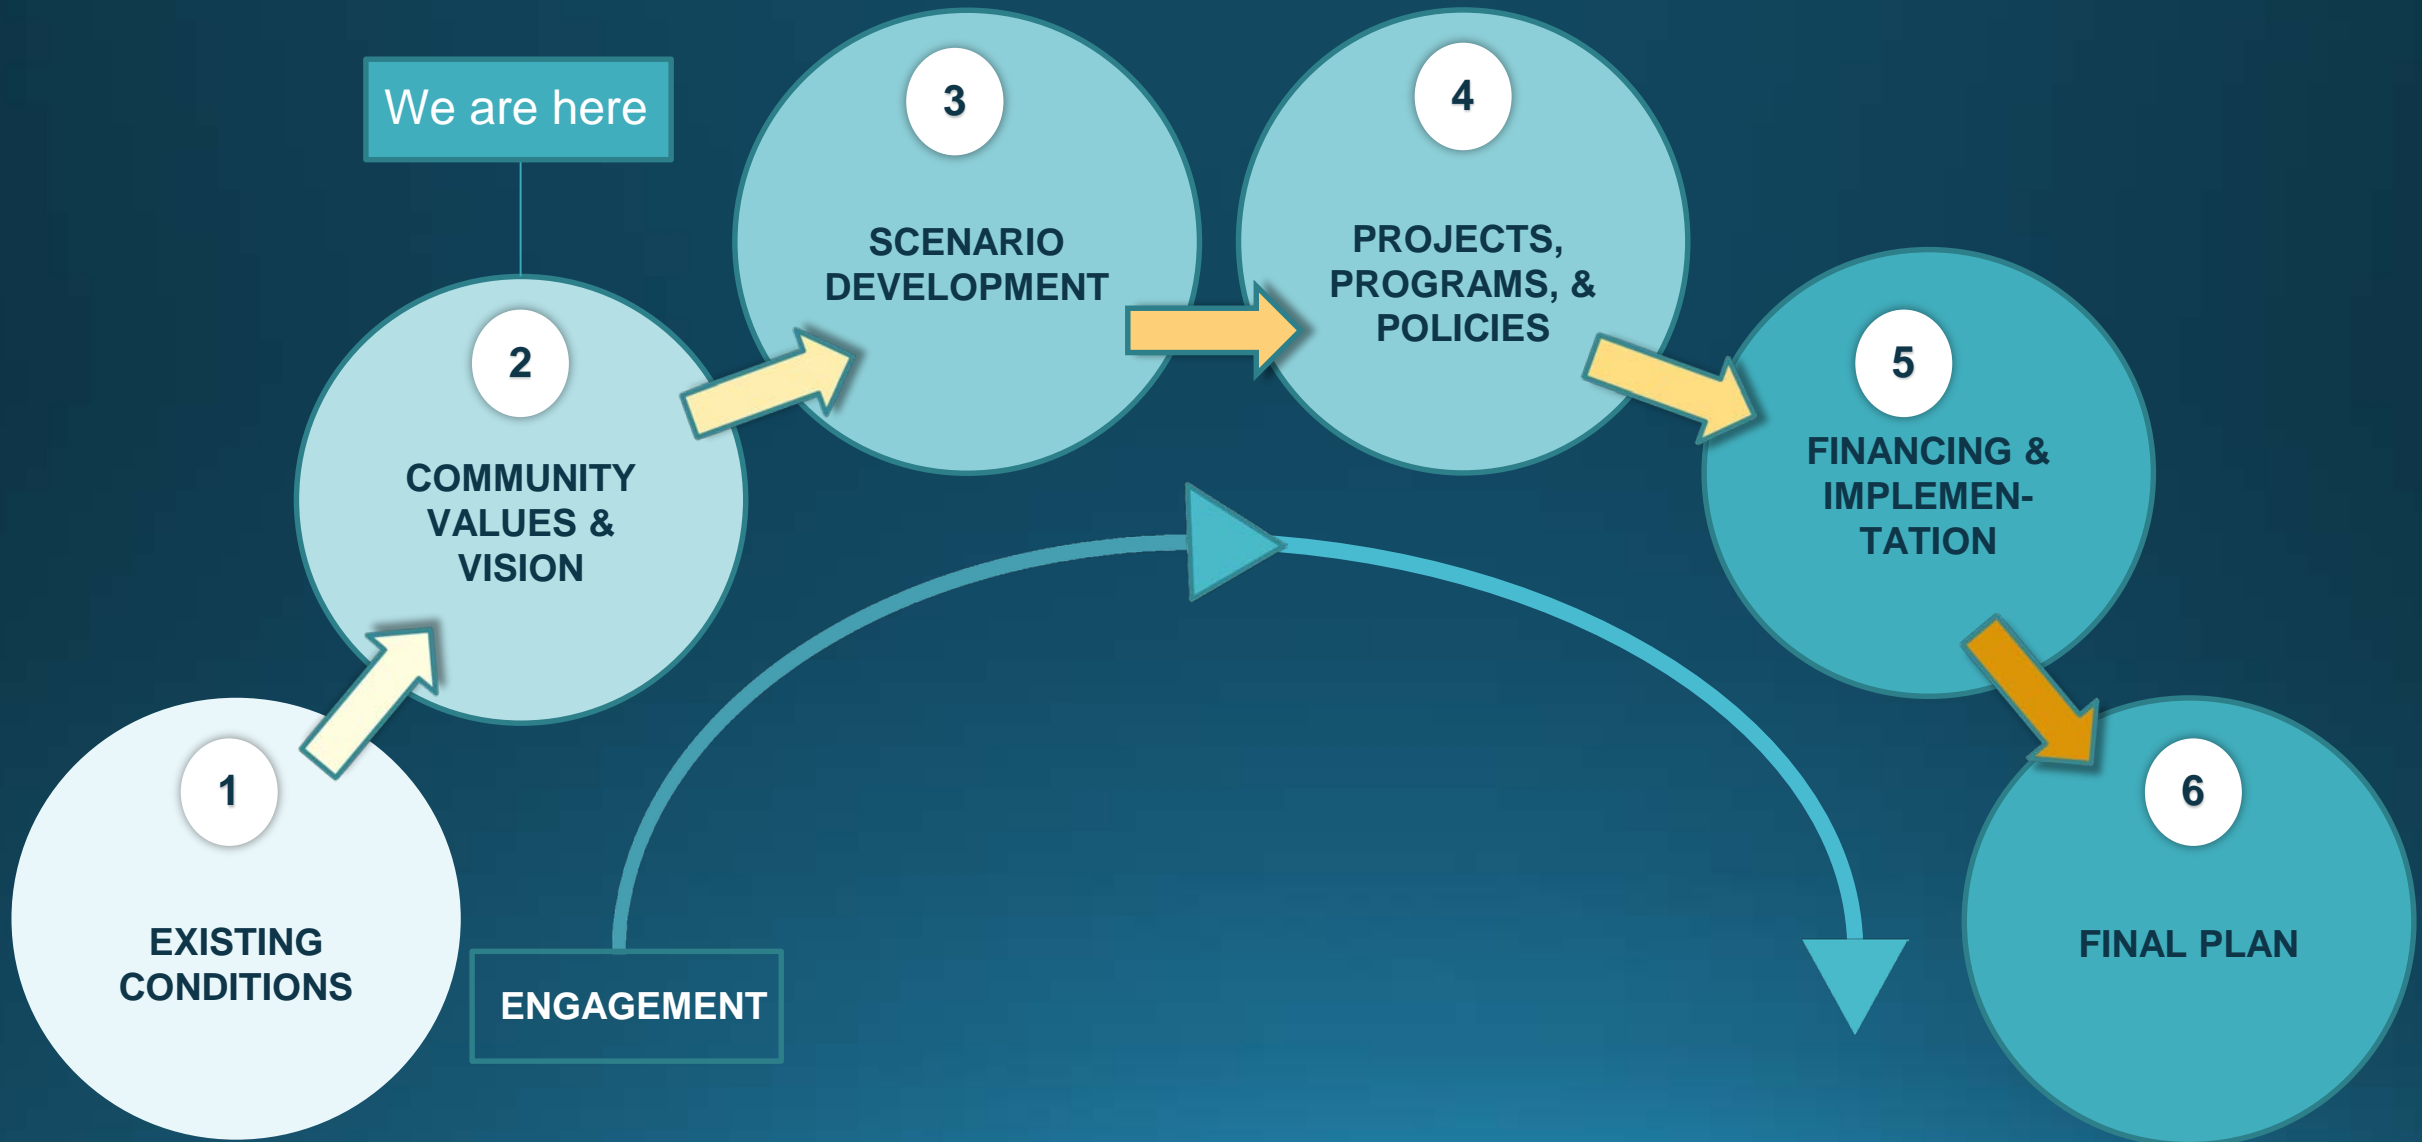 We are here
1
EXISTING
CONDITIONS
2
COMMUNITY
VALUES &
VISION
3
SCENARIO
DEVELOPMENT
4
PROJECTS,
PROGRAMS, &
POLICIES
5
FINANCING &
IMPLEMEN-
TATION
6
FINAL PLAN
ENGAGEMENT